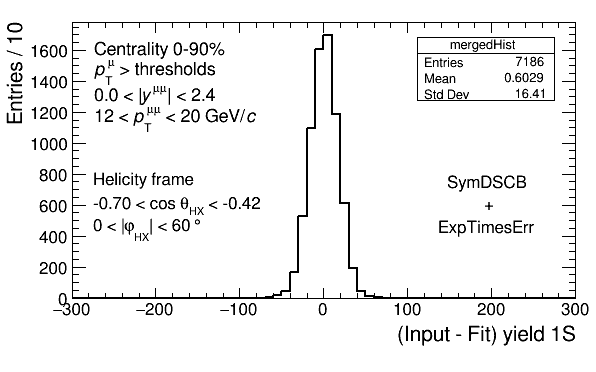 Entries / 10
1600
1400
1200
1000
800
600
400
200
0
Centrality 0-90%
p_T^μ > thresholds
0.0 < |y^μμ| < 2.4
12 < p_T^μμ < 20 GeV/c
Helicity frame
-0.70 < cos θ_HX < -0.42
0 < |φ_HX| < 60 °
mergedHist
Entries 7186
Mean 0.6029
Std Dev 16.41
SymDSCB
+
ExpTimesErr
−300 −200 −100 0 100 200 300
(Input - Fit) yield 1S